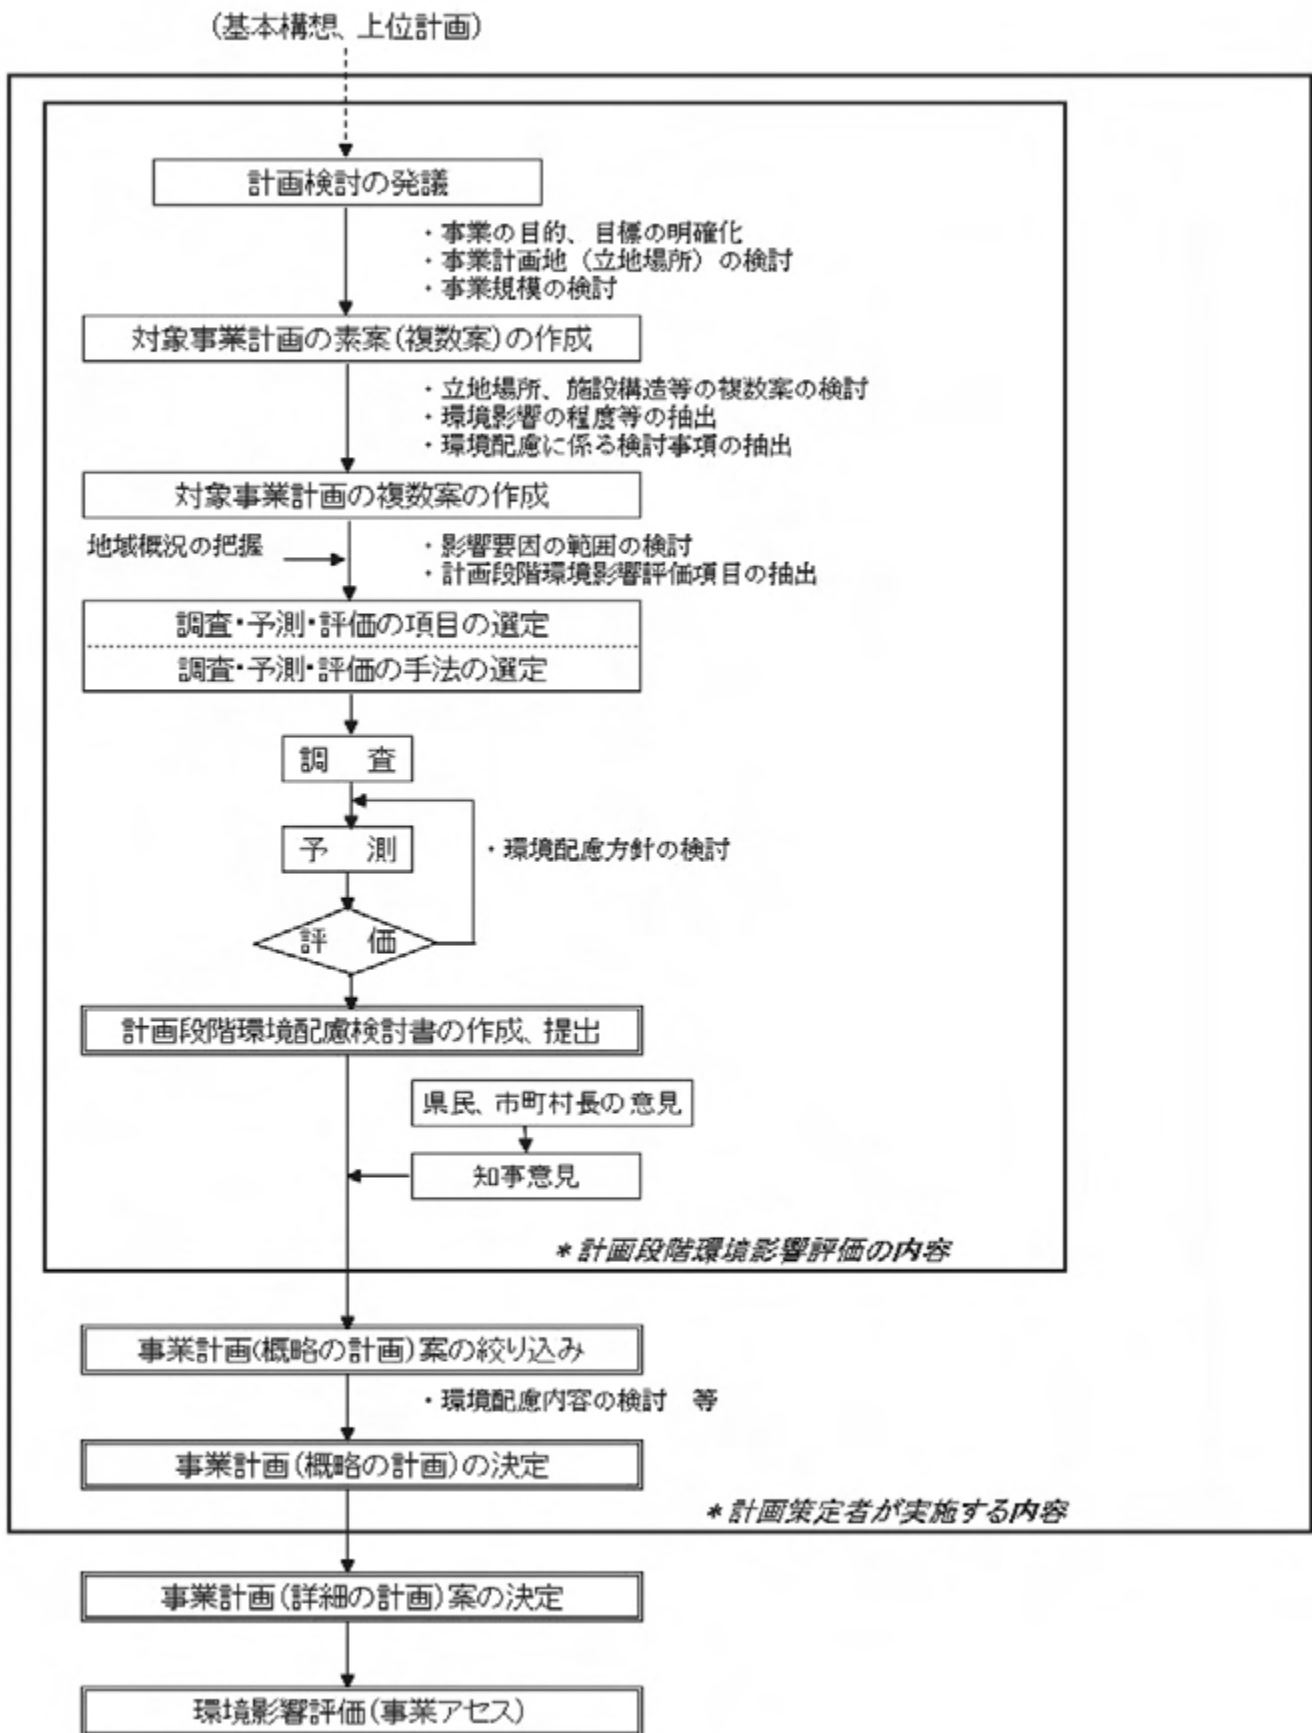 (基本構想、上位計画)
計画検討の発議
・事業の目的、目標の明確化
・事業計画地（立地場所）の検討
・事業規模の検討
対象事業計画の素案(複数案)の作成
・立地場所、施設構造等の複数案の検討
・環境影響の程度等の抽出
・環境配慮に係る検討事項の抽出
対象事業計画の複数案の作成
地域概況の把握
・影響要因の範囲の検討
・計画段階環境影響評価項目の抽出
調査・予測・評価の項目の選定
調査・予測・評価の手法の選定
調　査
予　測
・環境配慮方針の検討
評　価
計画段階環境配慮検討書の作成、提出
県民、市町村長の意見
知事意見
＊計画段階環境影響評価の内容
事業計画(概略の計画)案の絞り込み
・環境配慮内容の検討　等
事業計画(概略の計画)の決定
＊計画策定者が実施する内容
事業計画(詳細の計画)案の決定
環境影響評価(事業アセス)